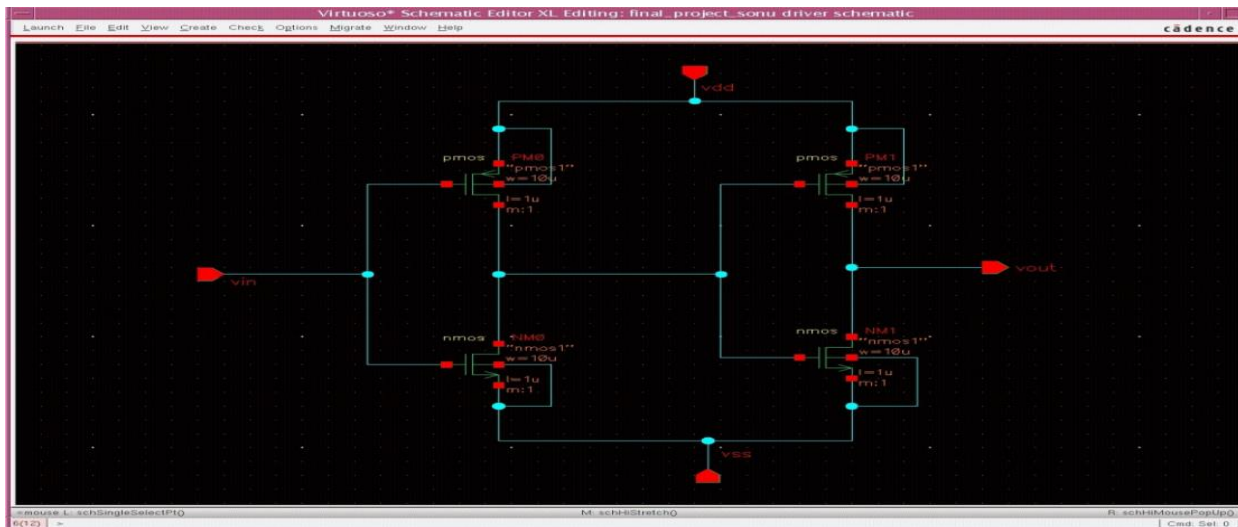 Virtuoso® Schematic Editor XL Editing: final_project_sonu driver schematic
Launch File Edit View Create Check Options Migrate Window Help
cādence
vdd
pmos PM0
"pmos1"
w=10u
l=1u
m:1
pmos PM1
"pmos1"
w=10u
l=1u
m:1
vin
vout
nmos NM0
"nmos1"
w=10u
l=1u
m:1
nmos NM1
"nmos1"
w=10u
l=1u
m:1
vss
mouse L: schSingleSelectPt()
M: schHiStretch()
R: schHiMousePopUp()
6(12) >
Cmd: Sel: 0